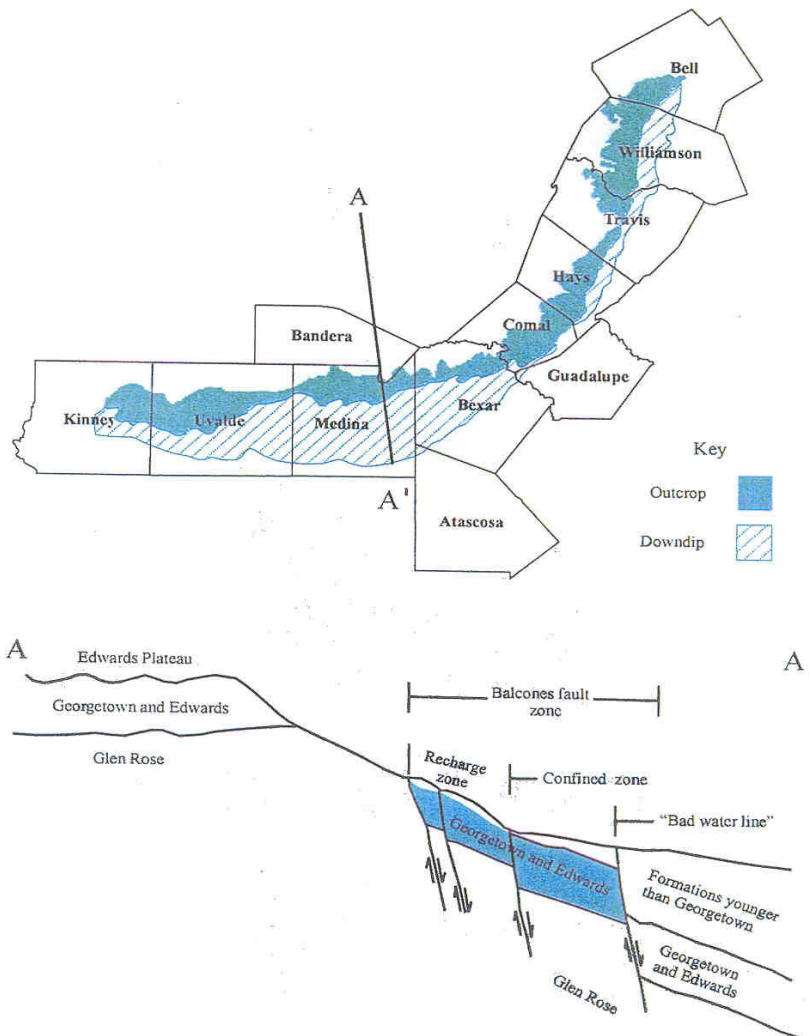 Bell
Williamson
A
Travis
Hays
Bandera
Comal
Guadalupe
Kinney
Uvalde
Medina
Bexar
Key
A'
Outcrop
Atascosa
Downdip
A
A
Edwards Plateau
Balcones fault
zone
Georgetown and Edwards
Glen Rose
Recharge
zone
Confined zone
"Bad water line"
Georgetown and Edwards
Formations younger
than Georgetown
Georgetown
and Edwards
Glen Rose